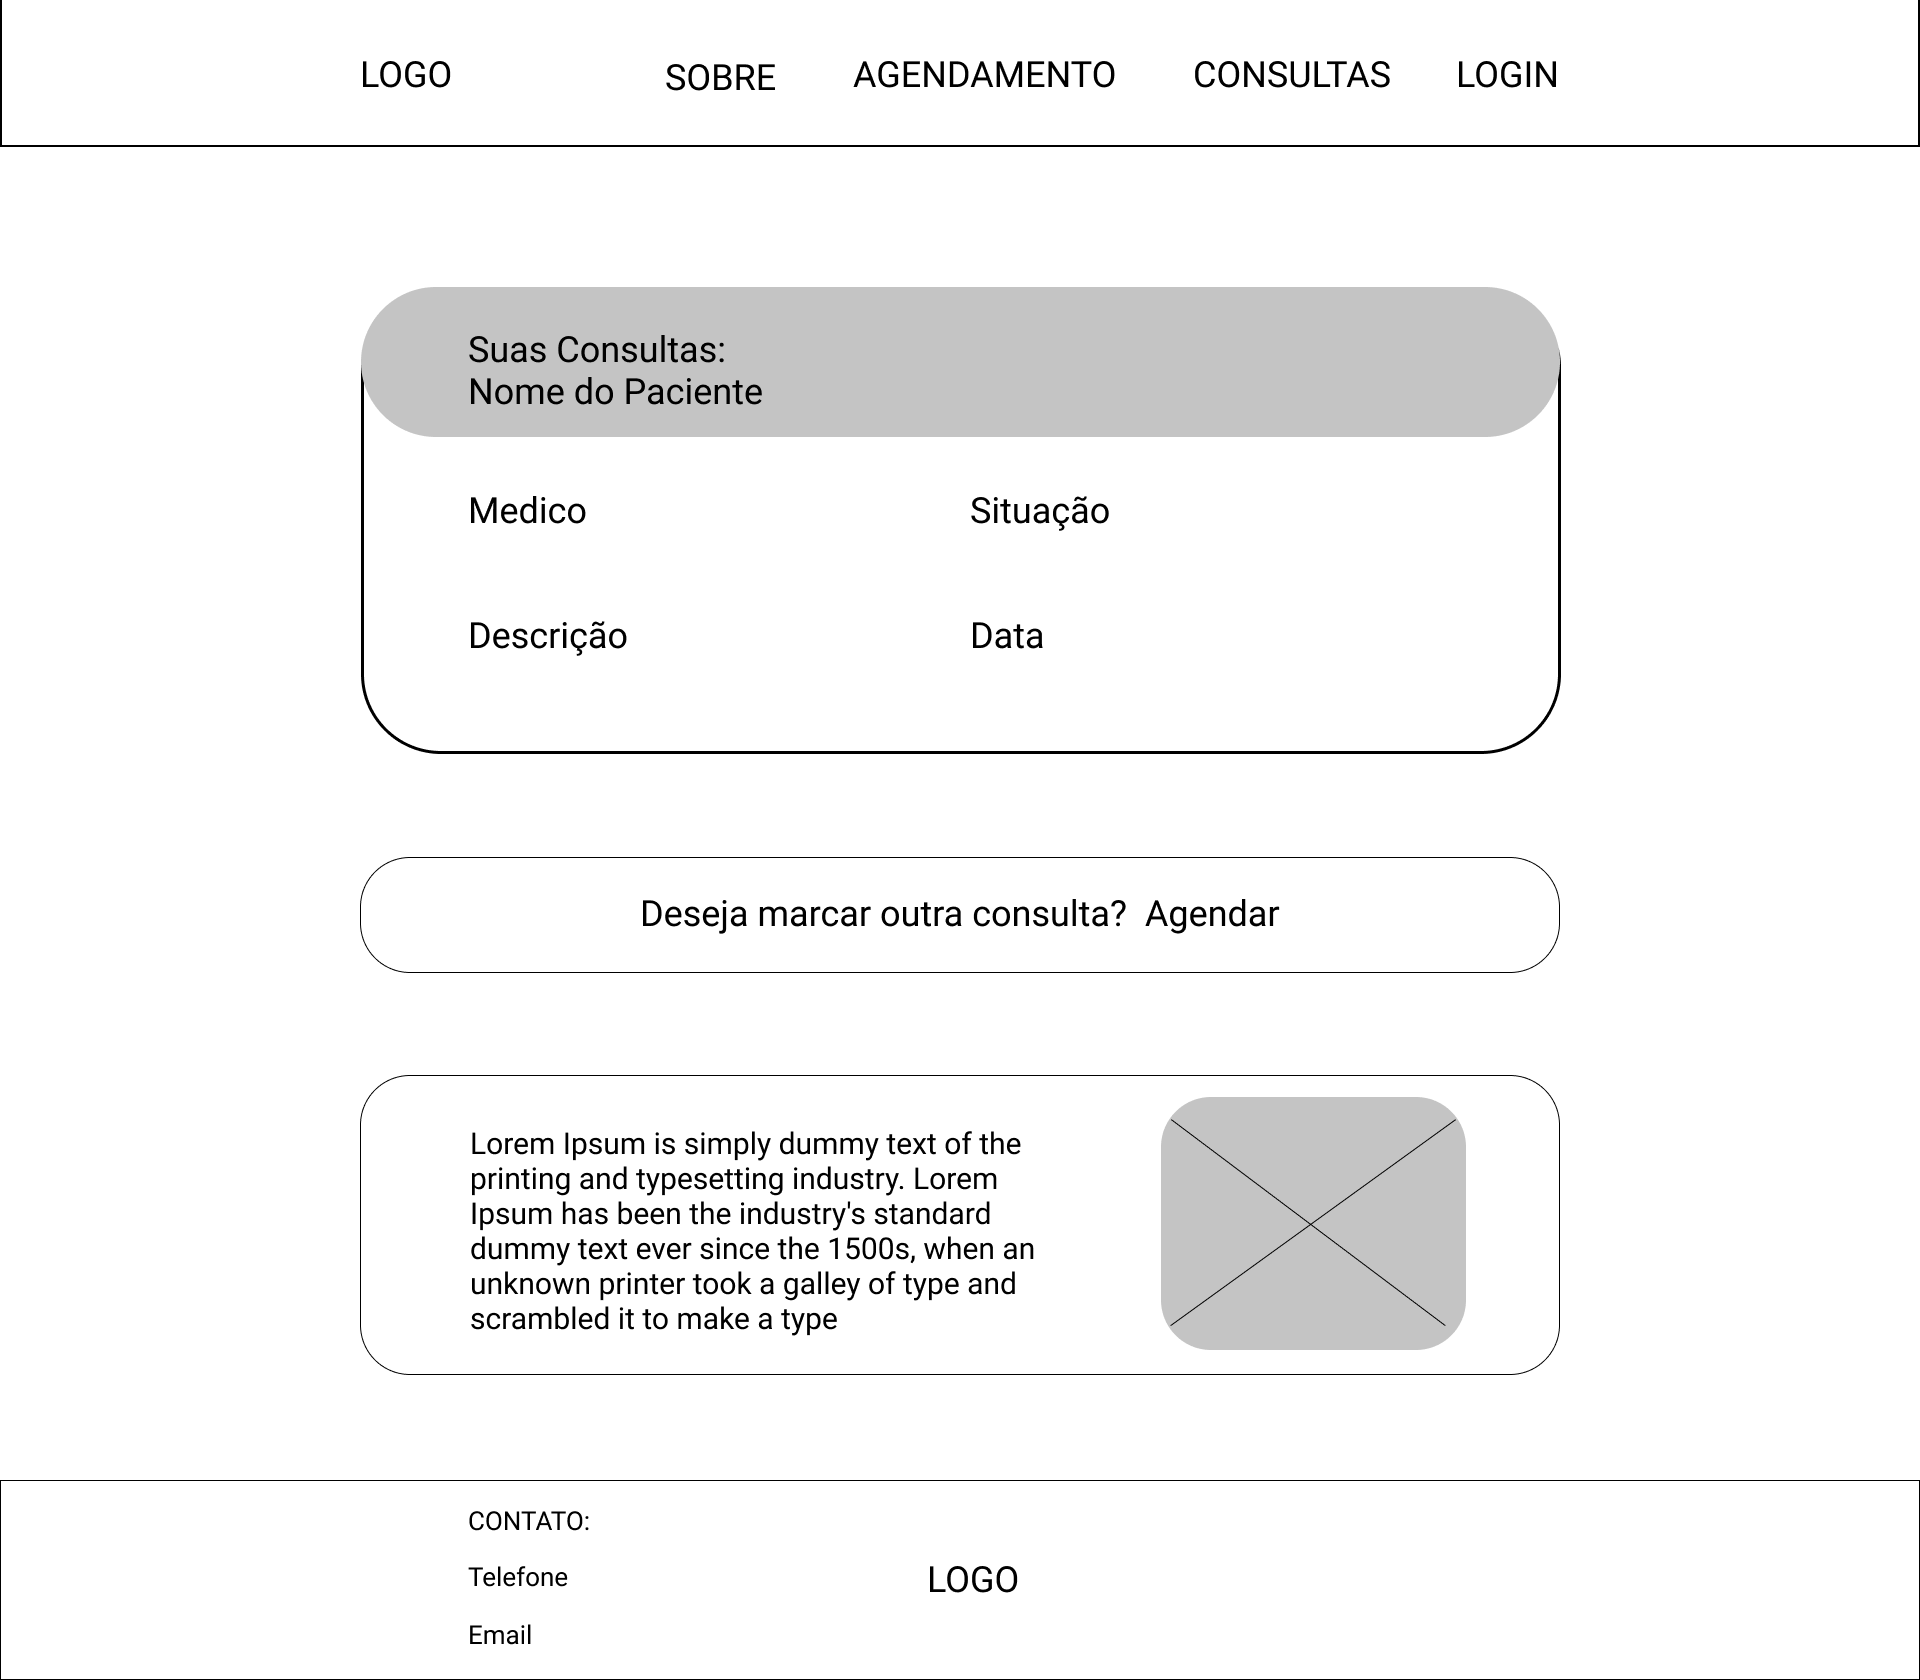 LOGO
SOBRE
AGENDAMENTO
CONSULTAS
LOGIN
Suas Consultas:
Nome do Paciente
Medico
Situação
Descrição
Data
Deseja marcar outra consulta?  Agendar
Lorem Ipsum is simply dummy text of the
printing and typesetting industry. Lorem
Ipsum has been the industry's standard
dummy text ever since the 1500s, when an
unknown printer took a galley of type and
scrambled it to make a type
CONTATO:
Telefone
LOGO
Email